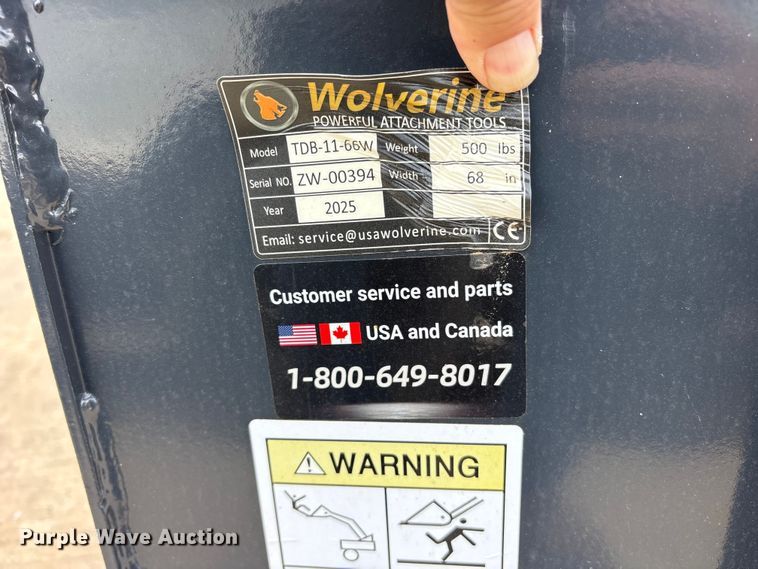 Wolverine
POWERFUL ATTACHMENT TOOLS
Model TDB-11-66W Weight 500 lbs
Serial NO. ZW-00394 Width 68 in
Year 2025
Email: service@usawolverine.com CE
Customer service and parts
USA and Canada
1-800-649-8017
WARNING
Purple Wave Auction